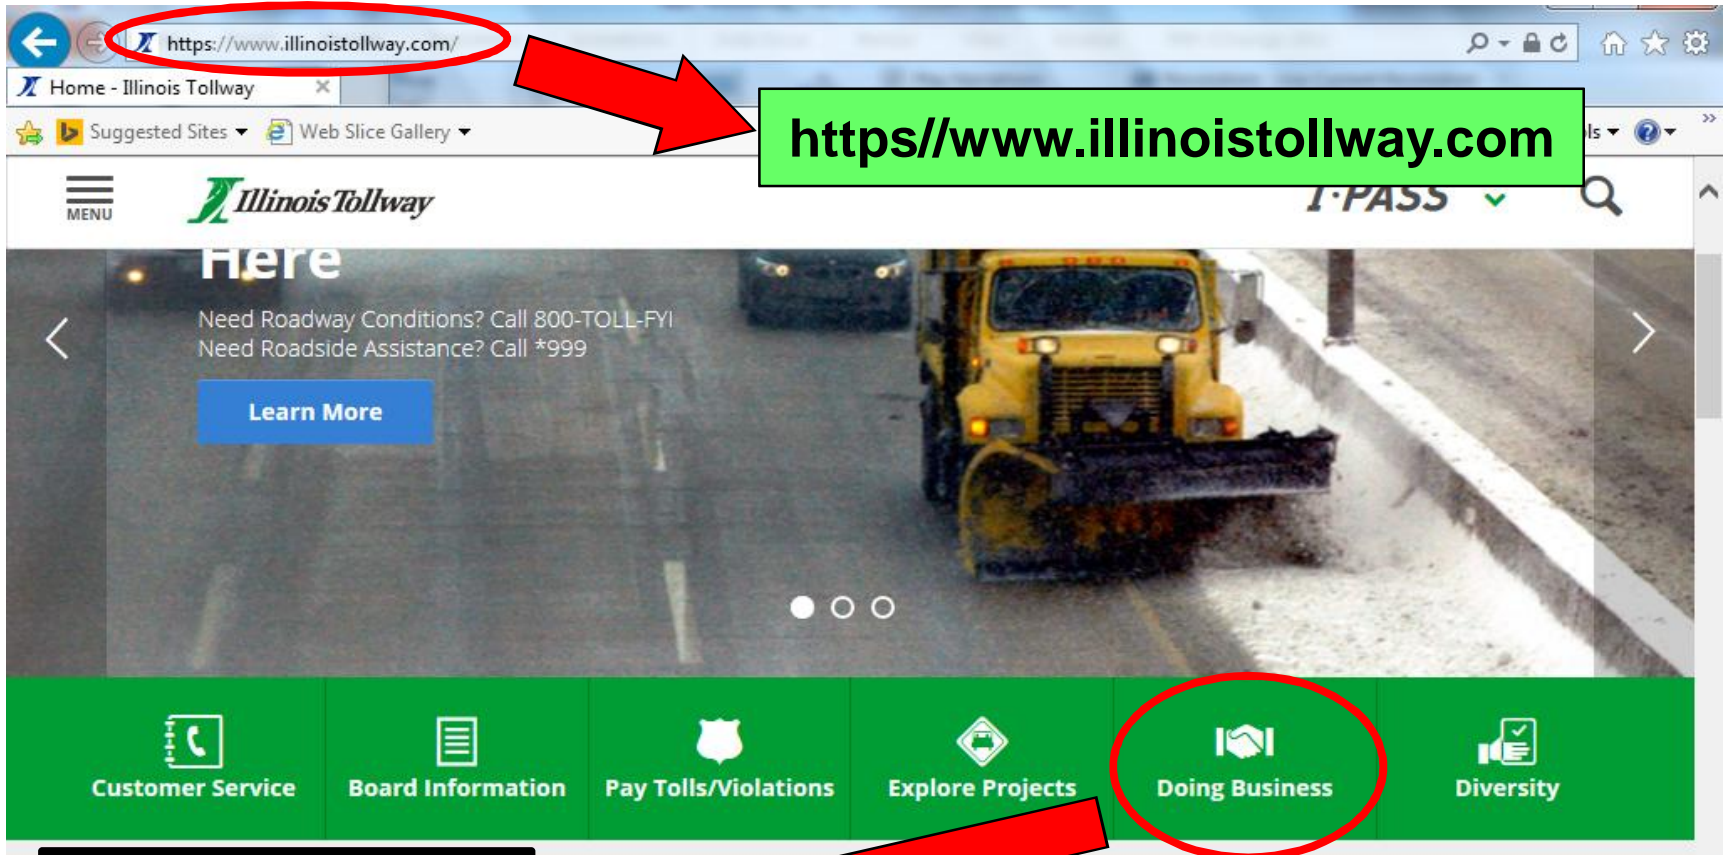 https://www.illinoistollway.com/
Home - Illinois Tollway
https//www.illinoistollway.com
Suggested Sites
Web Slice Gallery
ls
MENU
Illinois Tollway
I·PASS
Here
Need Roadway Conditions? Call 800-TOLL-FYI
Need Roadside Assistance? Call *999
Learn More
Customer Service
Board Information
Pay Tolls/Violations
Explore Projects
Doing Business
Diversity